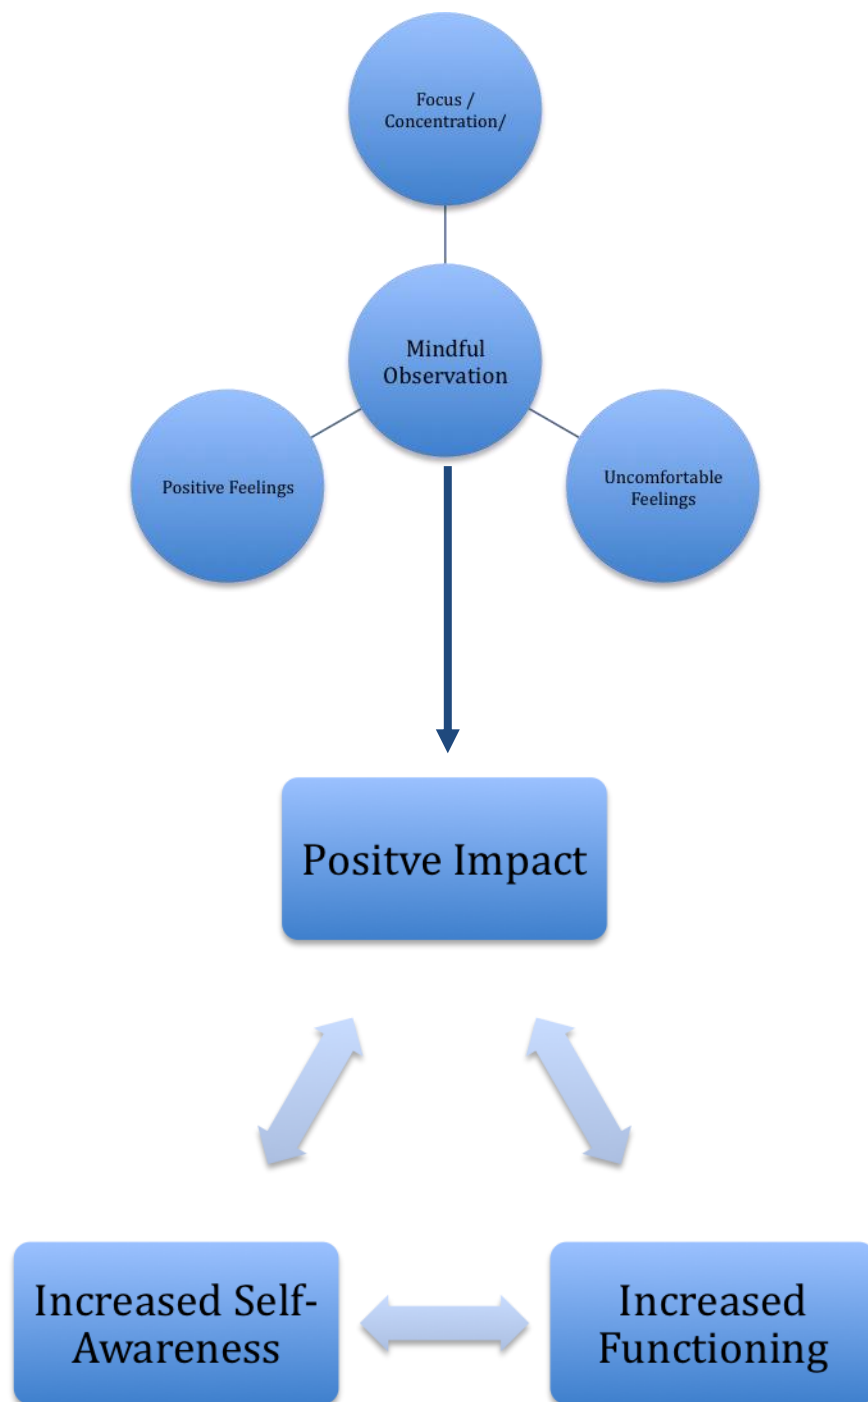 Focus /
Concentration/
Mindful
Observation
Positive Feelings
Uncomfortable
Feelings
Positve Impact
Increased Self-
Awareness
Increased
Functioning